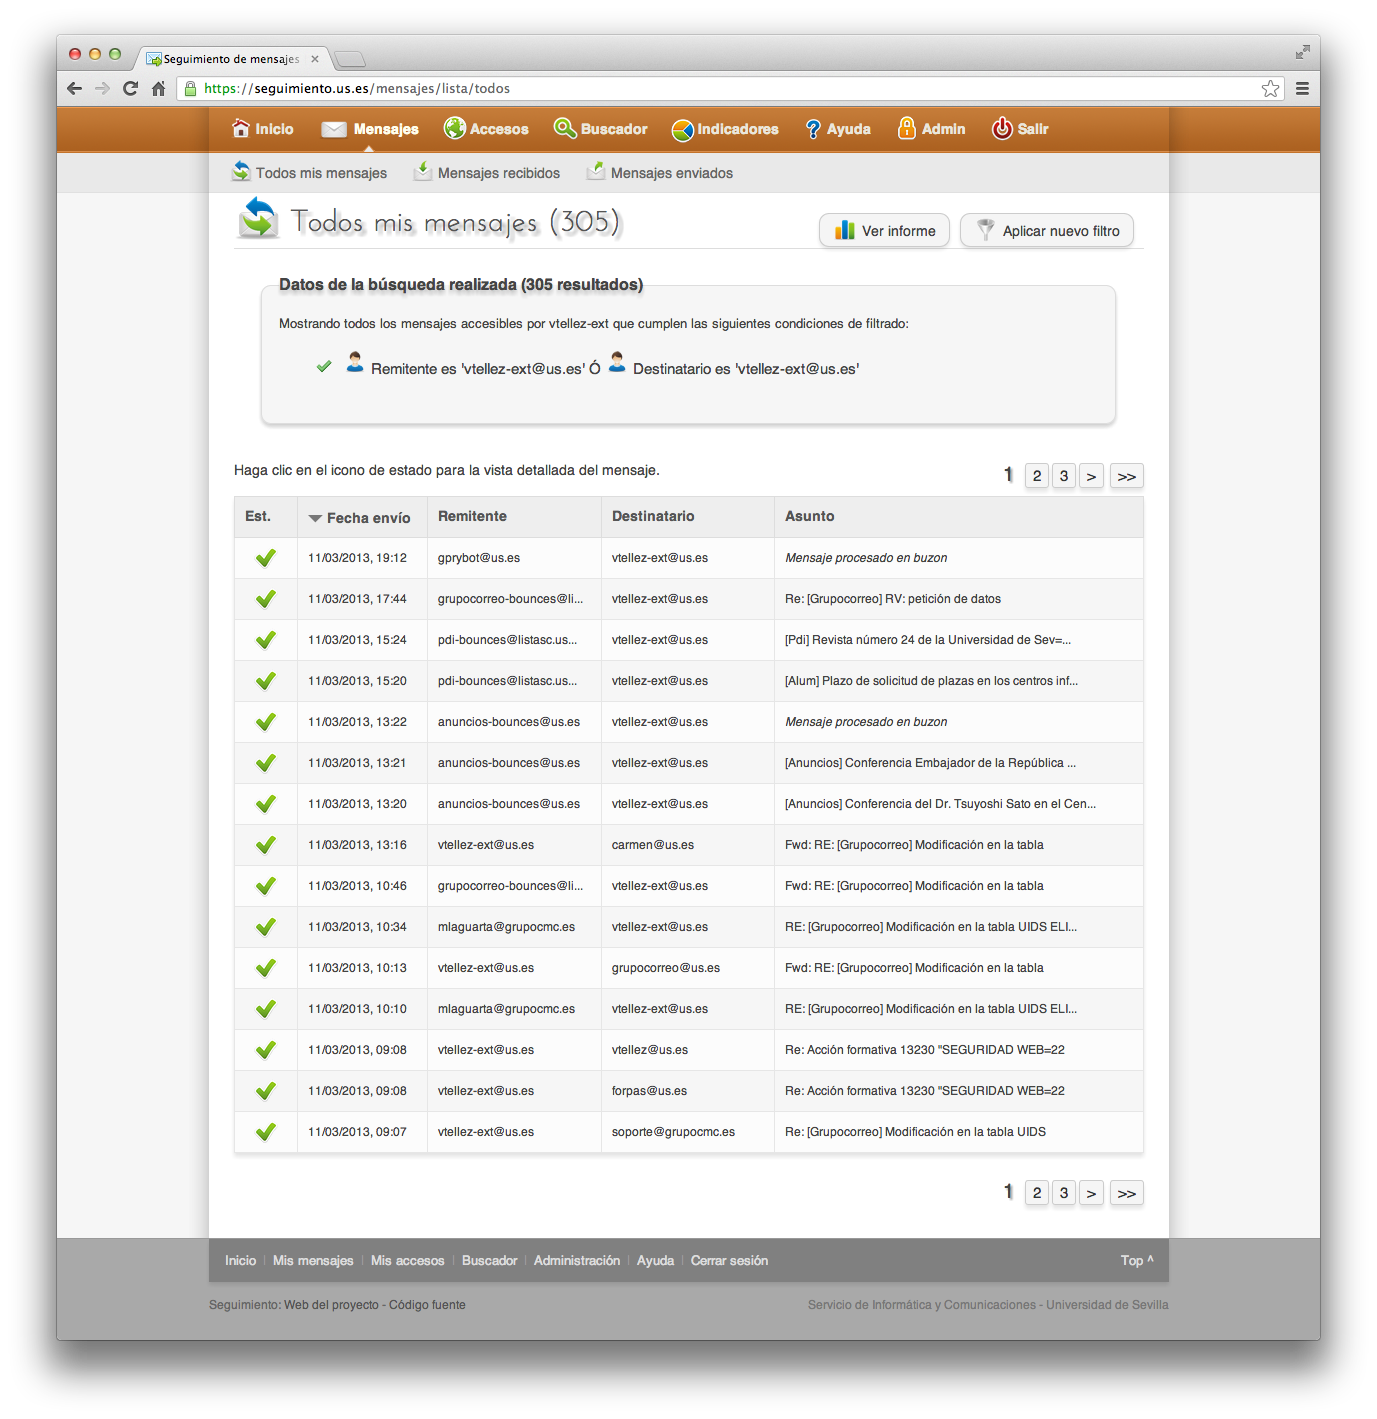 Seguimiento de mensajes
https://seguimiento.us.es/mensajes/lista/todos
Inicio Mensajes Accesos Buscador Indicadores Ayuda Admin Salir
Todos mis mensajes Mensajes recibidos Mensajes enviados
Todos mis mensajes (305) Ver informe Aplicar nuevo filtro
Datos de la búsqueda realizada (305 resultados)
Mostrando todos los mensajes accesibles por vtellez-ext que cumplen las siguientes condiciones de filtrado:
Remitente es 'vtellez-ext@us.es' Ó Destinatario es 'vtellez-ext@us.es'
Haga clic en el icono de estado para la vista detallada del mensaje. 1 2 3 > >>
Est. Fecha envío Remitente Destinatario Asunto
11/03/2013, 19:12 gprybot@us.es vtellez-ext@us.es Mensaje procesado en buzon
11/03/2013, 17:44 grupocorreo-bounces@li... vtellez-ext@us.es Re: [Grupocorreo] RV: petición de datos
11/03/2013, 15:24 pdi-bounces@listasc.us... vtellez-ext@us.es [Pdi] Revista número 24 de la Universidad de Sev=...
11/03/2013, 15:20 pdi-bounces@listasc.us... vtellez-ext@us.es [Alum] Plazo de solicitud de plazas en los centros inf...
11/03/2013, 13:22 anuncios-bounces@us.es vtellez-ext@us.es Mensaje procesado en buzon
11/03/2013, 13:21 anuncios-bounces@us.es vtellez-ext@us.es [Anuncios] Conferencia Embajador de la República ...
11/03/2013, 13:20 anuncios-bounces@us.es vtellez-ext@us.es [Anuncios] Conferencia del Dr. Tsuyoshi Sato en el Cen...
11/03/2013, 13:16 vtellez-ext@us.es carmen@us.es Fwd: RE: [Grupocorreo] Modificación en la tabla
11/03/2013, 10:46 grupocorreo-bounces@li... vtellez-ext@us.es Fwd: RE: [Grupocorreo] Modificación en la tabla
11/03/2013, 10:34 mlaguarta@grupocmc.es vtellez-ext@us.es RE: [Grupocorreo] Modificación en la tabla UIDS ELI...
11/03/2013, 10:13 vtellez-ext@us.es grupocorreo@us.es Fwd: RE: [Grupocorreo] Modificación en la tabla
11/03/2013, 10:10 mlaguarta@grupocmc.es vtellez-ext@us.es RE: [Grupocorreo] Modificación en la tabla UIDS ELI...
11/03/2013, 09:08 vtellez-ext@us.es vtellez@us.es Re: Acción formativa 13230 "SEGURIDAD WEB=22
11/03/2013, 09:08 vtellez-ext@us.es forpas@us.es Re: Acción formativa 13230 "SEGURIDAD WEB=22
11/03/2013, 09:07 vtellez-ext@us.es soporte@grupocmc.es Re: [Grupocorreo] Modificación en la tabla UIDS
1 2 3 > >>
Inicio | Mis mensajes | Mis accesos | Buscador | Administración | Ayuda | Cerrar sesión Top ^
Seguimiento: Web del proyecto - Código fuente Servicio de Informática y Comunicaciones - Universidad de Sevilla